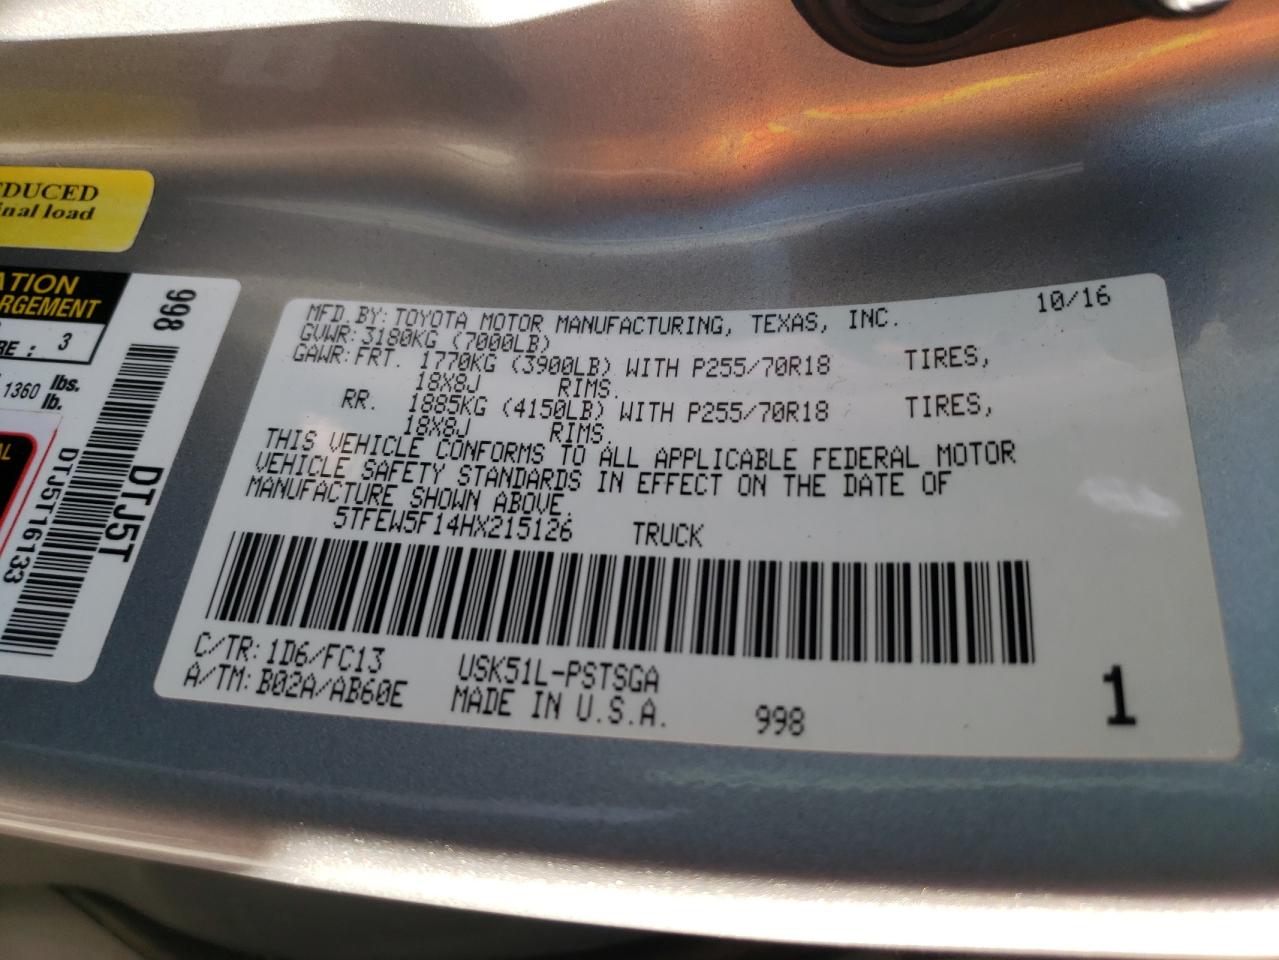 EDUCED
inal load
ATION
RGEMENT
RE : 3
1360 lbs.
lb.
AL
998
DTJ5T
DTJ5T16133
MFD. BY: TOYOTA MOTOR MANUFACTURING, TEXAS, INC. 10/16
GVWR: 3180KG (7000LB)
GAWR: FRT. 1770KG (3900LB) WITH P255/70R18 TIRES,
18X8J RIMS.
RR. 1885KG (4150LB) WITH P255/70R18 TIRES,
18X8J RIMS.
THIS VEHICLE CONFORMS TO ALL APPLICABLE FEDERAL MOTOR
VEHICLE SAFETY STANDARDS IN EFFECT ON THE DATE OF
MANUFACTURE SHOWN ABOVE.
5TFEW5F14HX215126 TRUCK
C/TR: 1D6/FC13 USK51L-PSTSGA
A/TM: B02A/AB60E MADE IN U.S.A. 998
1